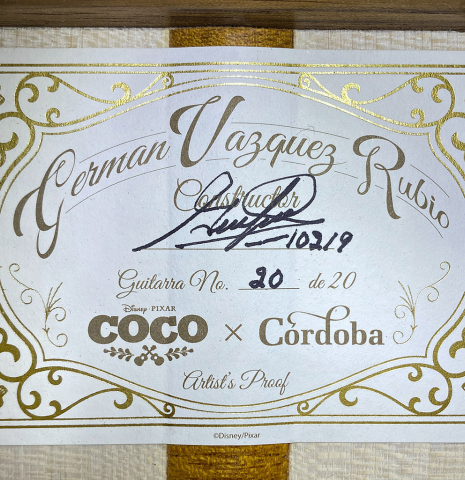 German Vazquez Rubio
Constructor
10219
Guitarra No. 20 de 20
Disney PIXAR
COCO × Córdoba
Artist's Proof
©Disney/Pixar